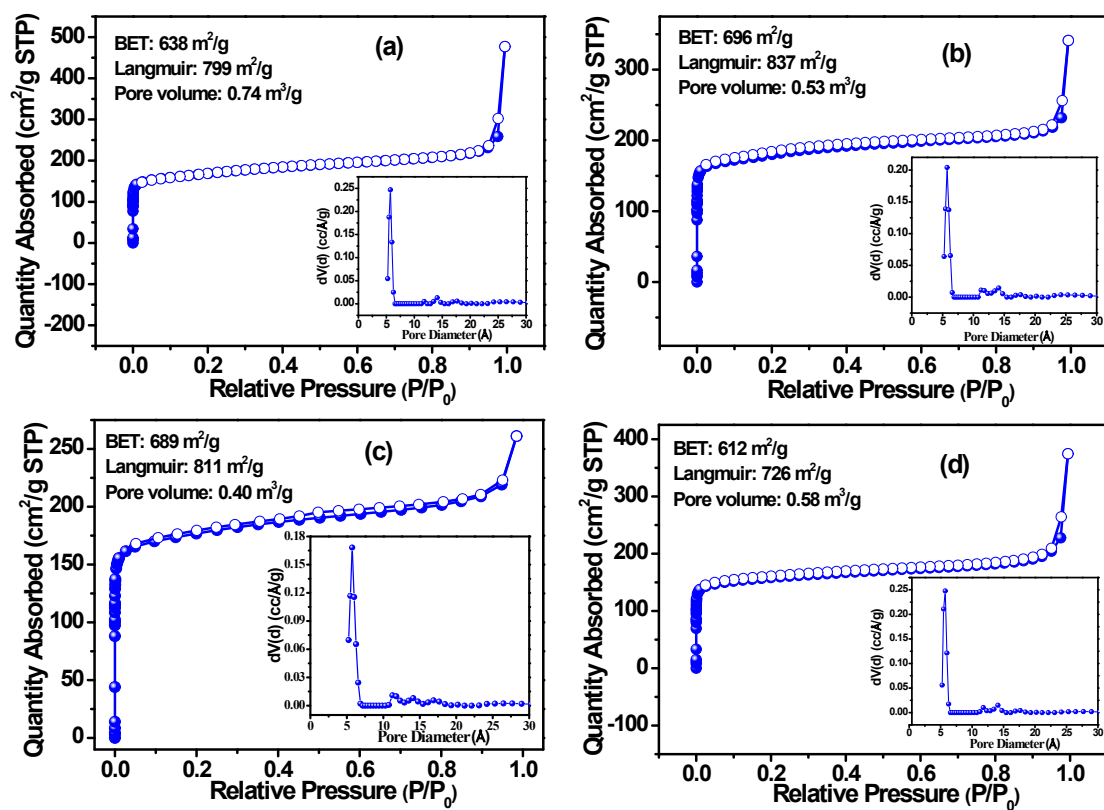 (a)
BET: 638 m²/g
Langmuir: 799 m²/g
Pore volume: 0.74 m³/g
Quantity Absorbed (cm²/g STP)
500
400
300
200
100
0
-100
-200
0.0 0.2 0.4 0.6 0.8 1.0
Relative Pressure (P/P₀)
dV(d) (cc/Å/g)
0.25
0.20
0.15
0.10
0.05
0.00
0 5 10 15 20 25 30
Pore Diameter (Å)
(b)
BET: 696 m²/g
Langmuir: 837 m²/g
Pore volume: 0.53 m³/g
Quantity Absorbed (cm²/g STP)
300
200
100
0
0.0 0.2 0.4 0.6 0.8 1.0
Relative Pressure (P/P₀)
dV(d) (cc/Å/g)
0.20
0.15
0.10
0.05
0.00
0 5 10 15 20 25 30
Pore Diameter (Å)
(c)
BET: 689 m²/g
Langmuir: 811 m²/g
Pore volume: 0.40 m³/g
Quantity Absorbed (cm²/g STP)
250
200
150
100
50
0
0.0 0.2 0.4 0.6 0.8 1.0
Relative Pressure (P/P₀)
dV(d) (cc/Å/g)
0.18
0.15
0.12
0.09
0.06
0.03
0.00
0 5 10 15 20 25 30
Pore Diameter (Å)
(d)
BET: 612 m²/g
Langmuir: 726 m²/g
Pore volume: 0.58 m³/g
Quantity Absorbed (cm²/g STP)
400
300
200
100
0
-100
0.0 0.2 0.4 0.6 0.8 1.0
Relative Pressure (P/P₀)
dV(d) (cc/Å/g)
0.25
0.20
0.15
0.10
0.05
0.00
0 5 10 15 20 25 30
Pore Diameter (Å)